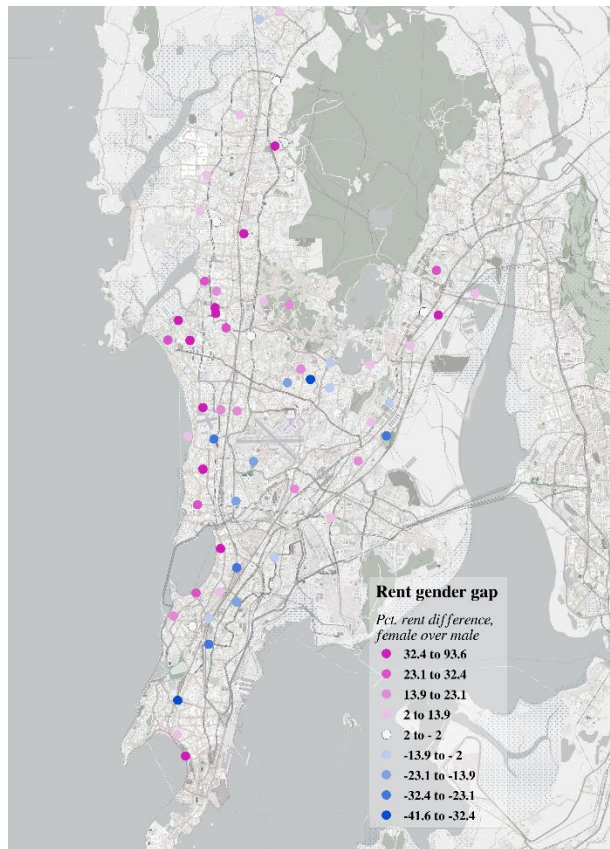 Rent gender gap
Pct. rent difference,
female over male
32.4 to 93.6
23.1 to 32.4
13.9 to 23.1
2 to 13.9
2 to - 2
-13.9 to - 2
-23.1 to -13.9
-32.4 to -23.1
-41.6 to -32.4